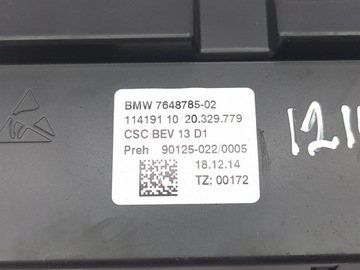 BMW 7648785-02
114191 10 20.329.779
CSC BEV 13 D1
Preh 90125-022/0005
18.12.14
TZ: 00172